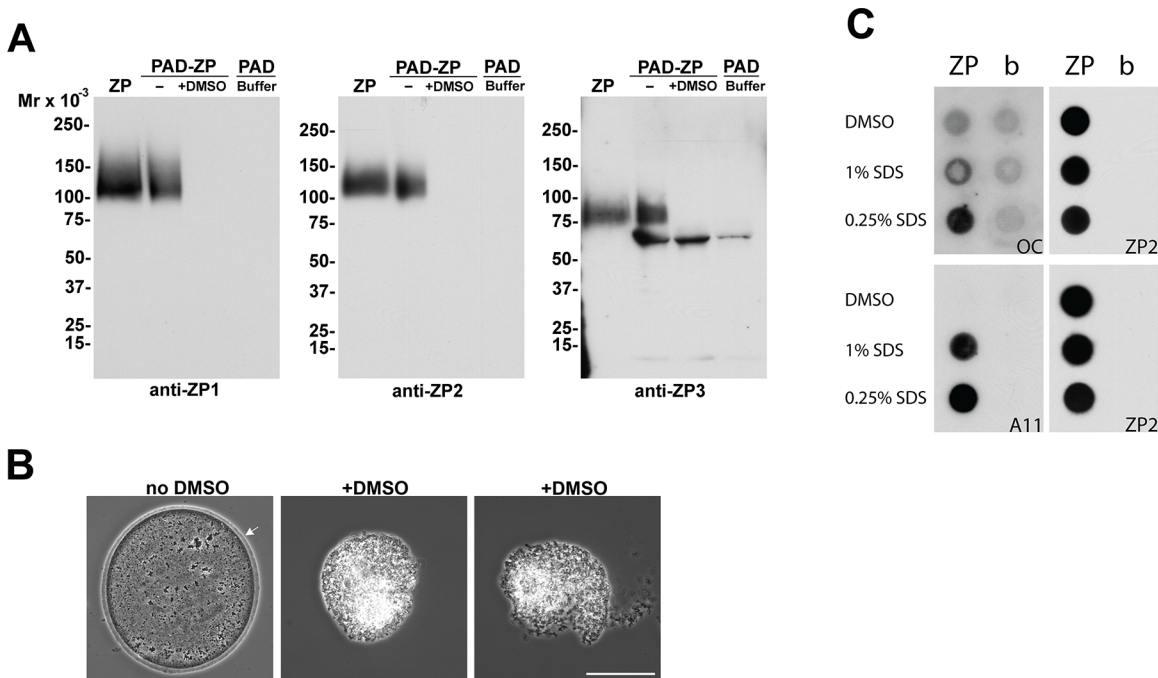 A
Mr x 10⁻³
ZP
PAD-ZP
–
+DMSO
PAD
Buffer
250-
150-
100-
75-
50-
37-
25-
15-
anti-ZP1
ZP
PAD-ZP
–
+DMSO
PAD
Buffer
250-
150-
100-
75-
50-
37-
25-
15-
anti-ZP2
ZP
PAD-ZP
–
+DMSO
PAD
Buffer
250-
150-
100-
75-
50-
37-
25-
15-
anti-ZP3
B
no DMSO
+DMSO
+DMSO
C
ZP b
ZP b
DMSO
1% SDS
0.25% SDS
OC
ZP2
DMSO
1% SDS
0.25% SDS
A11
ZP2